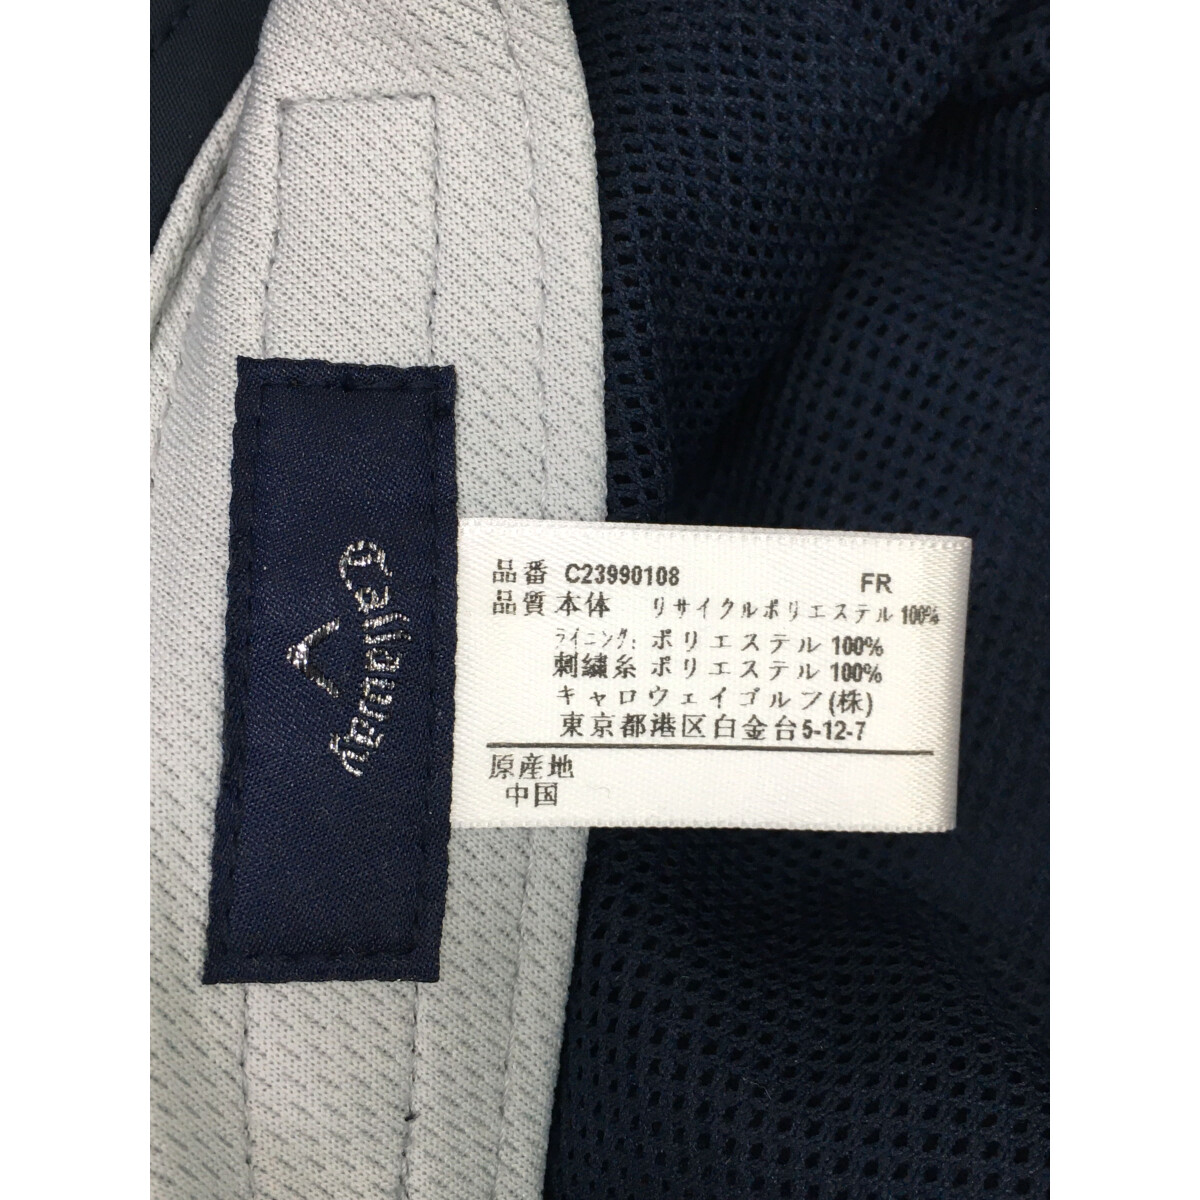 Callaway
品番 C23990108 FR
品質 本体 リサイクルポリエステル 100%
ライニング: ポリエステル 100%
刺繍糸 ポリエステル 100%
キャロウェイゴルフ(株)
東京都港区白金台5-12-7
原産地
中国